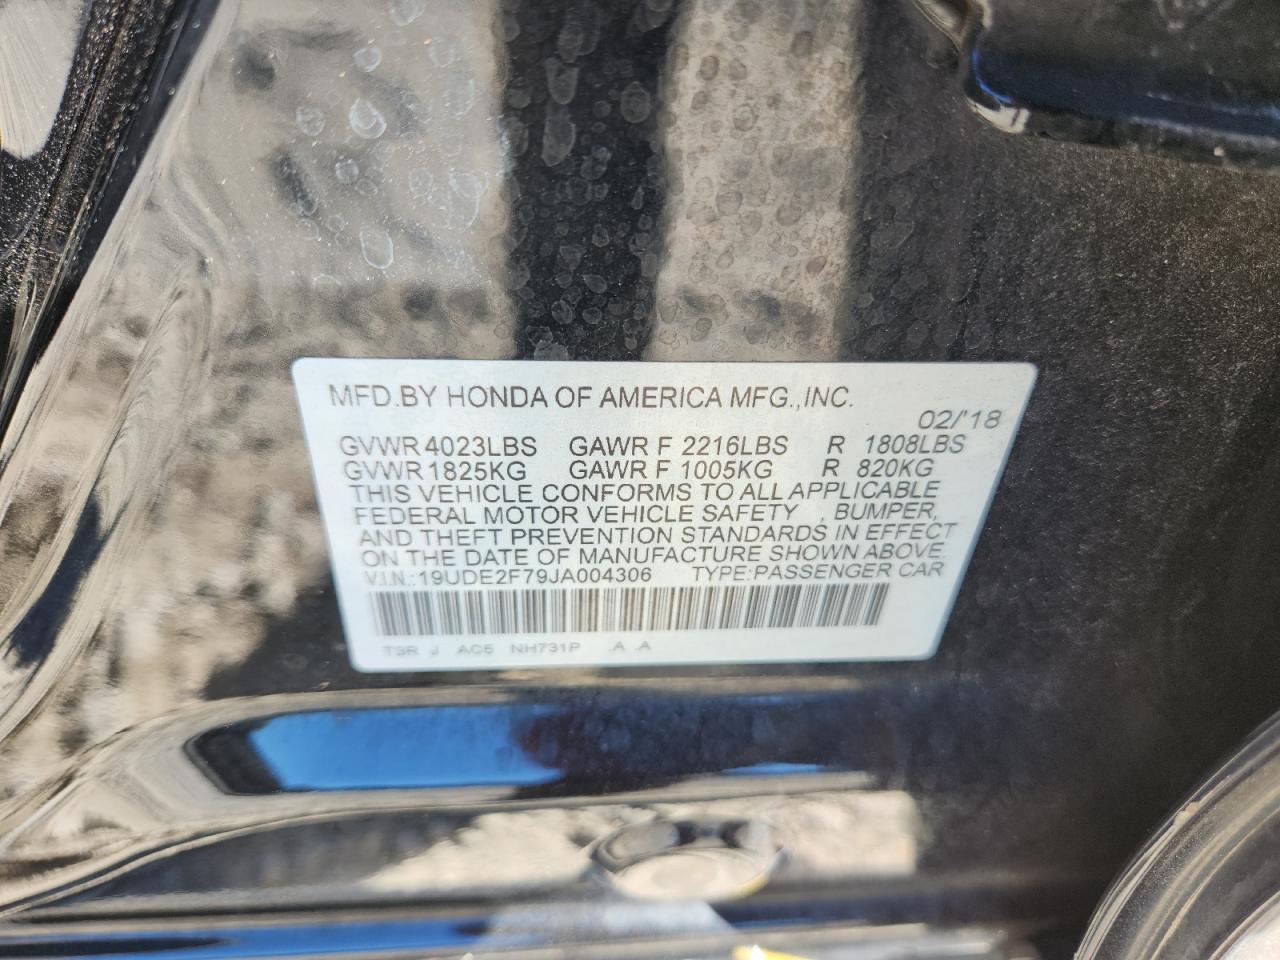 MFD.BY HONDA OF AMERICA MFG.,INC.
02/'18
GVWR 4023LBS GAWR F 2216LBS R 1808LBS
GVWR 1825KG GAWR F 1005KG R 820KG
THIS VEHICLE CONFORMS TO ALL APPLICABLE
FEDERAL MOTOR VEHICLE SAFETY , BUMPER,
AND THEFT PREVENTION STANDARDS IN EFFECT
ON THE DATE OF MANUFACTURE SHOWN ABOVE.
V.I.N.:19UDE2F79JA004306 TYPE:PASSENGER CAR
T3R J AC5 NH731P .A .A